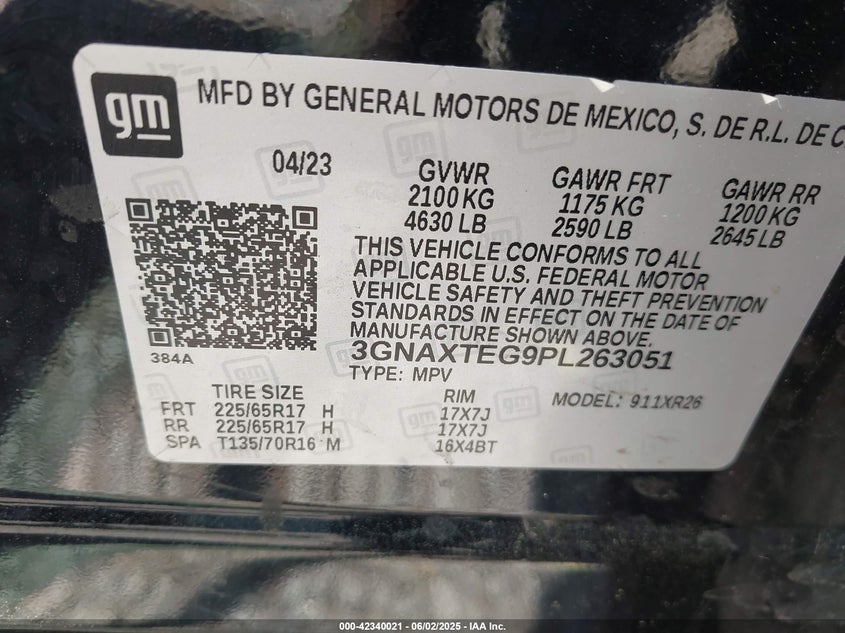 gm
MFD BY GENERAL MOTORS DE MEXICO, S. DE R.L. DE C
04/23
GVWR
2100 KG
4630 LB
GAWR FRT
1175 KG
2590 LB
GAWR RR
1200 KG
2645 LB
THIS VEHICLE CONFORMS TO ALL
APPLICABLE U.S. FEDERAL MOTOR
VEHICLE SAFETY AND THEFT PREVENTION
STANDARDS IN EFFECT ON THE DATE OF
MANUFACTURE SHOWN ABOVE.
3GNAXTEG9PL263051
TYPE: MPV
384A
TIRE SIZE RIM
FRT 225/65R17 H 17X7J
RR 225/65R17 H 17X7J
SPA T135/70R16 M 16X4BT
MODEL: 911XR26
000-42340021 | 06/02/2025 - IAA Inc.